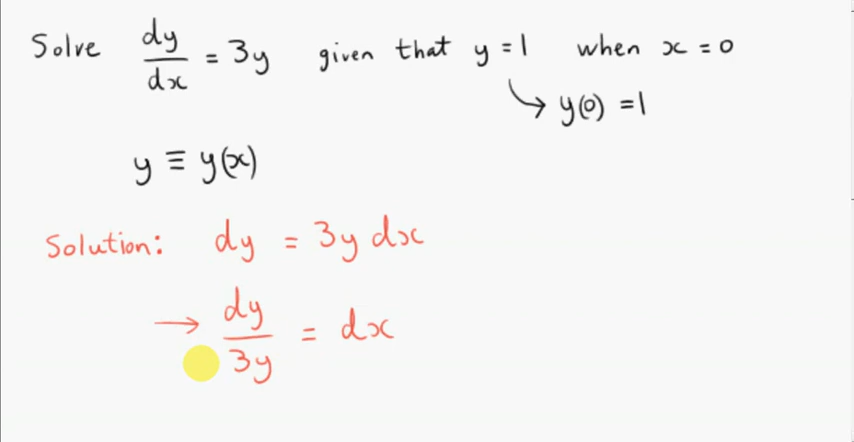 Solve dy/dx = 3y given that y = 1 when x = 0
↳ y(0) = 1
y ≡ y(x)
Solution: dy = 3y dx
→ dy/3y = dx